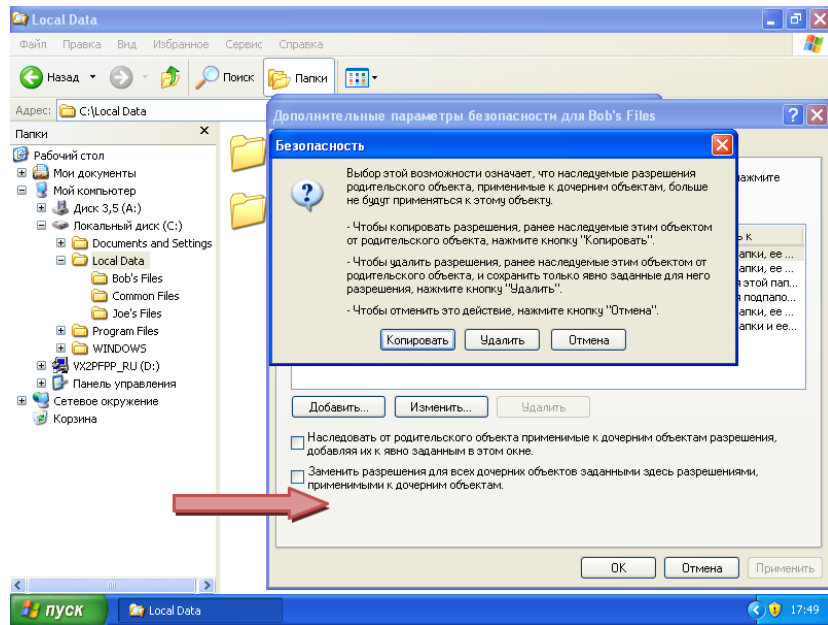 Local Data
Файл Правка Вид Избранное Сервис Справка
Назад Поиск Папки
Адрес: C:\Local Data
Папки
Рабочий стол
Мои документы
Мой компьютер
Диск 3,5 (A:)
Локальный диск (C:)
Documents and Settings
Local Data
Bob's Files
Common Files
Joe's Files
Program Files
WINDOWS
VX2PFPP_RU (D:)
Панель управления
Сетевое окружение
Корзина
Дополнительные параметры безопасности для Bob's Files
Безопасность
Выбор этой возможности означает, что наследуемые разрешения
родительского объекта, применимые к дочерним объектам, больше
не будут применяться к этому объекту.
- Чтобы копировать разрешения, ранее наследуемые этим объектом
от родительского объекта, нажмите кнопку "Копировать".
- Чтобы удалить разрешения, ранее наследуемые этим объектом от
родительского объекта, и сохранить только явно заданные для него
разрешения, нажмите кнопку "Удалить".
- Чтобы отменить это действие, нажмите кнопку "Отмена".
Копировать Удалить Отмена
Добавить... Изменить... Удалить
Наследовать от родительского объекта применимые к дочерним объектам разрешения,
добавляя их к явно заданным в этом окне.
Заменить разрешения для всех дочерних объектов заданными здесь разрешениями,
применимыми к дочерним объектам.
OK Отмена Применить
пуск Local Data 17:49